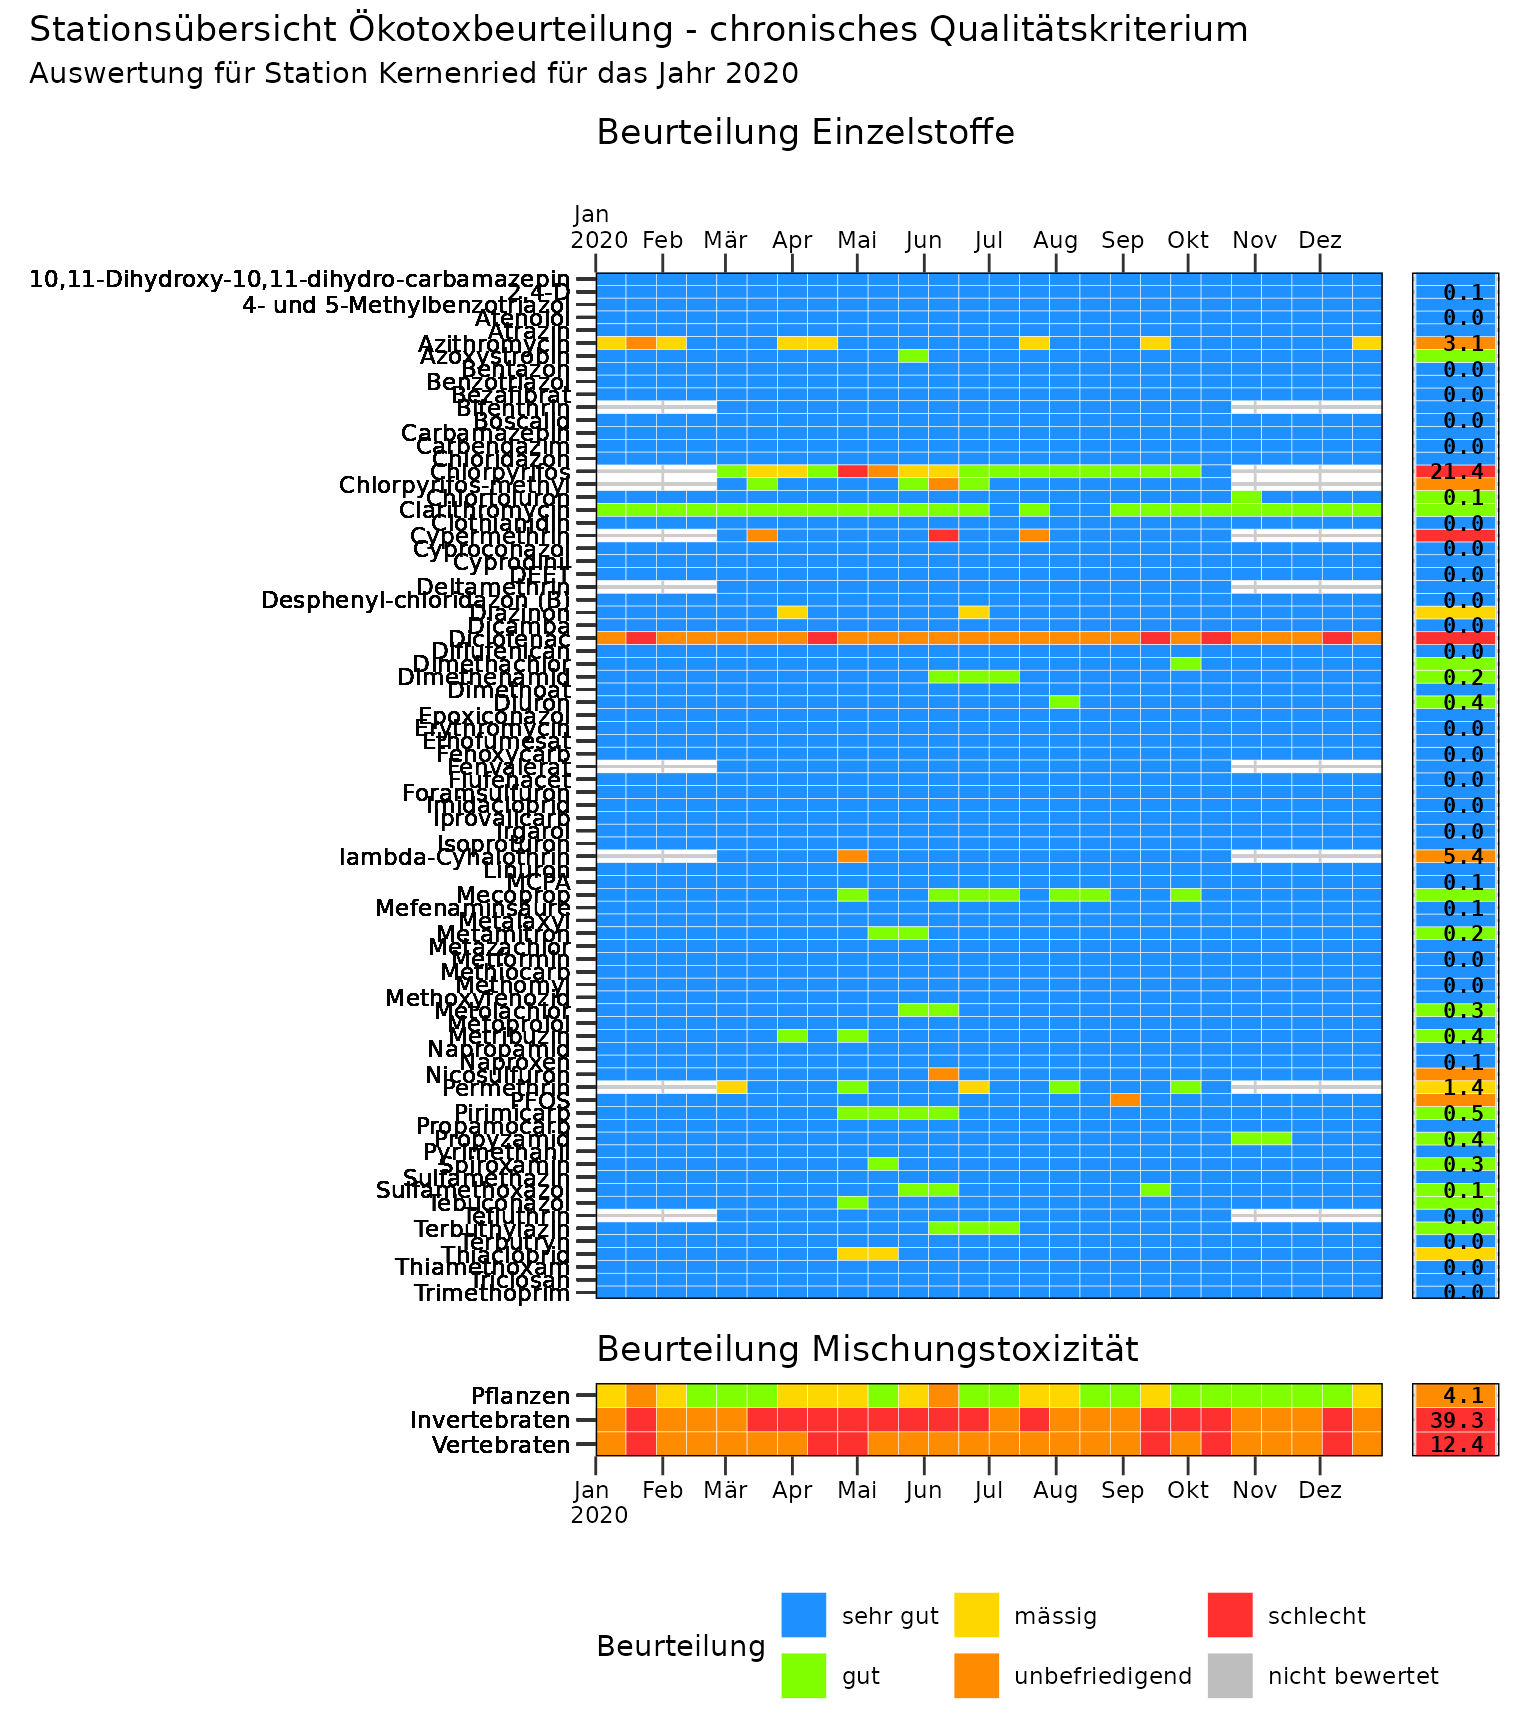 Stationsübersicht Ökotoxbeurteilung - chronisches Qualitätskriterium
Auswertung für Station Kernenried für das Jahr 2020
Beurteilung Einzelstoffe
Jan
2020 Feb Mär Apr Mai Jun Jul Aug Sep Okt Nov Dez
10,11-Dihydroxy-10,11-dihydro-carbamazepin
2,4-D 0.1
4- und 5-Methylbenzotriazol
Atenolol 0.0
Atrazin
Azithromycin 3.1
Azoxystrobin
Bentazon 0.0
Benzotriazol
Bezafibrat 0.0
Bifenthrin
Boscalid 0.0
Carbamazepin
Carbendazim 0.0
Chloridazon
Chlorpyrifos 21.4
Chlorpyrifos-methyl
Chlortoluron 0.1
Clarithromycin
Clothianidin 0.0
Cypermethrin
Cyproconazol 0.0
Cyprodinil
DEET 0.0
Deltamethrin
Desphenyl-chloridazon (B) 0.0
Diazinon
Dicamba 0.0
Diclofenac
Diflufenican 0.0
Dimethachlor
Dimethenamid 0.2
Dimethoat
Diuron 0.4
Epoxiconazol
Erythromycin 0.0
Ethofumesat
Fenoxycarb 0.0
Fenvalerat
Flufenacet 0.0
Foramsulfuron
Imidacloprid 0.0
Iprovalicarb
Irgarol 0.0
Isoproturon
lambda-Cyhalothrin 5.4
Linuron
MCPA 0.1
Mecoprop
Mefenaminsäure 0.1
Metalaxyl
Metamitron 0.2
Metazachlor
Metformin 0.0
Methiocarb
Methomyl 0.0
Methoxyfenozid
Metolachlor 0.3
Metoprolol
Metribuzin 0.4
Napropamid
Naproxen 0.1
Nicosulfuron
Permethrin 1.4
PFOS
Pirimicarb 0.5
Propamocarb
Propyzamid 0.4
Pyrimethanil
Spiroxamin 0.3
Sulfamethazin
Sulfamethoxazol 0.1
Tebuconazol
Tefluthrin 0.0
Terbuthylazin
Terbutryn 0.0
Thiacloprid
Thiamethoxam 0.0
Triclosan
Trimethoprim 0.0
Beurteilung Mischungstoxizität
Pflanzen 4.1
Invertebraten 39.3
Vertebraten 12.4
Jan Feb Mär Apr Mai Jun Jul Aug Sep Okt Nov Dez
2020
Beurteilung
sehr gut mässig schlecht
gut unbefriedigend nicht bewertet